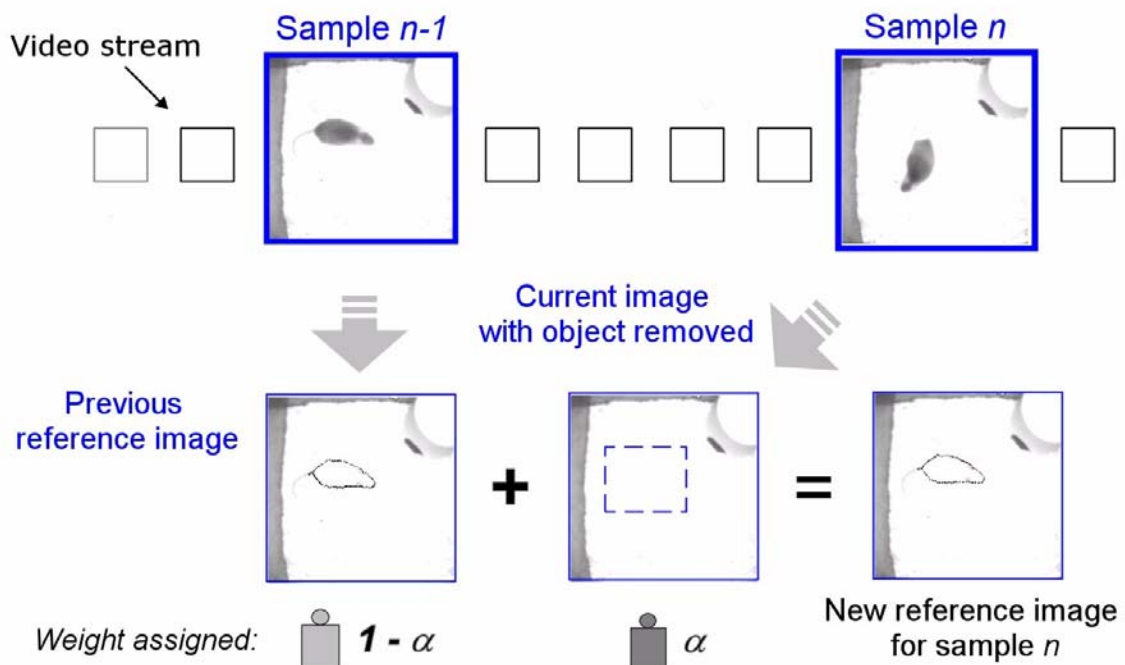 Video stream
Sample n-1
Sample n
Current image
with object removed
Previous
reference image
+
=
Weight assigned:
1 - α
α
New reference image
for sample n